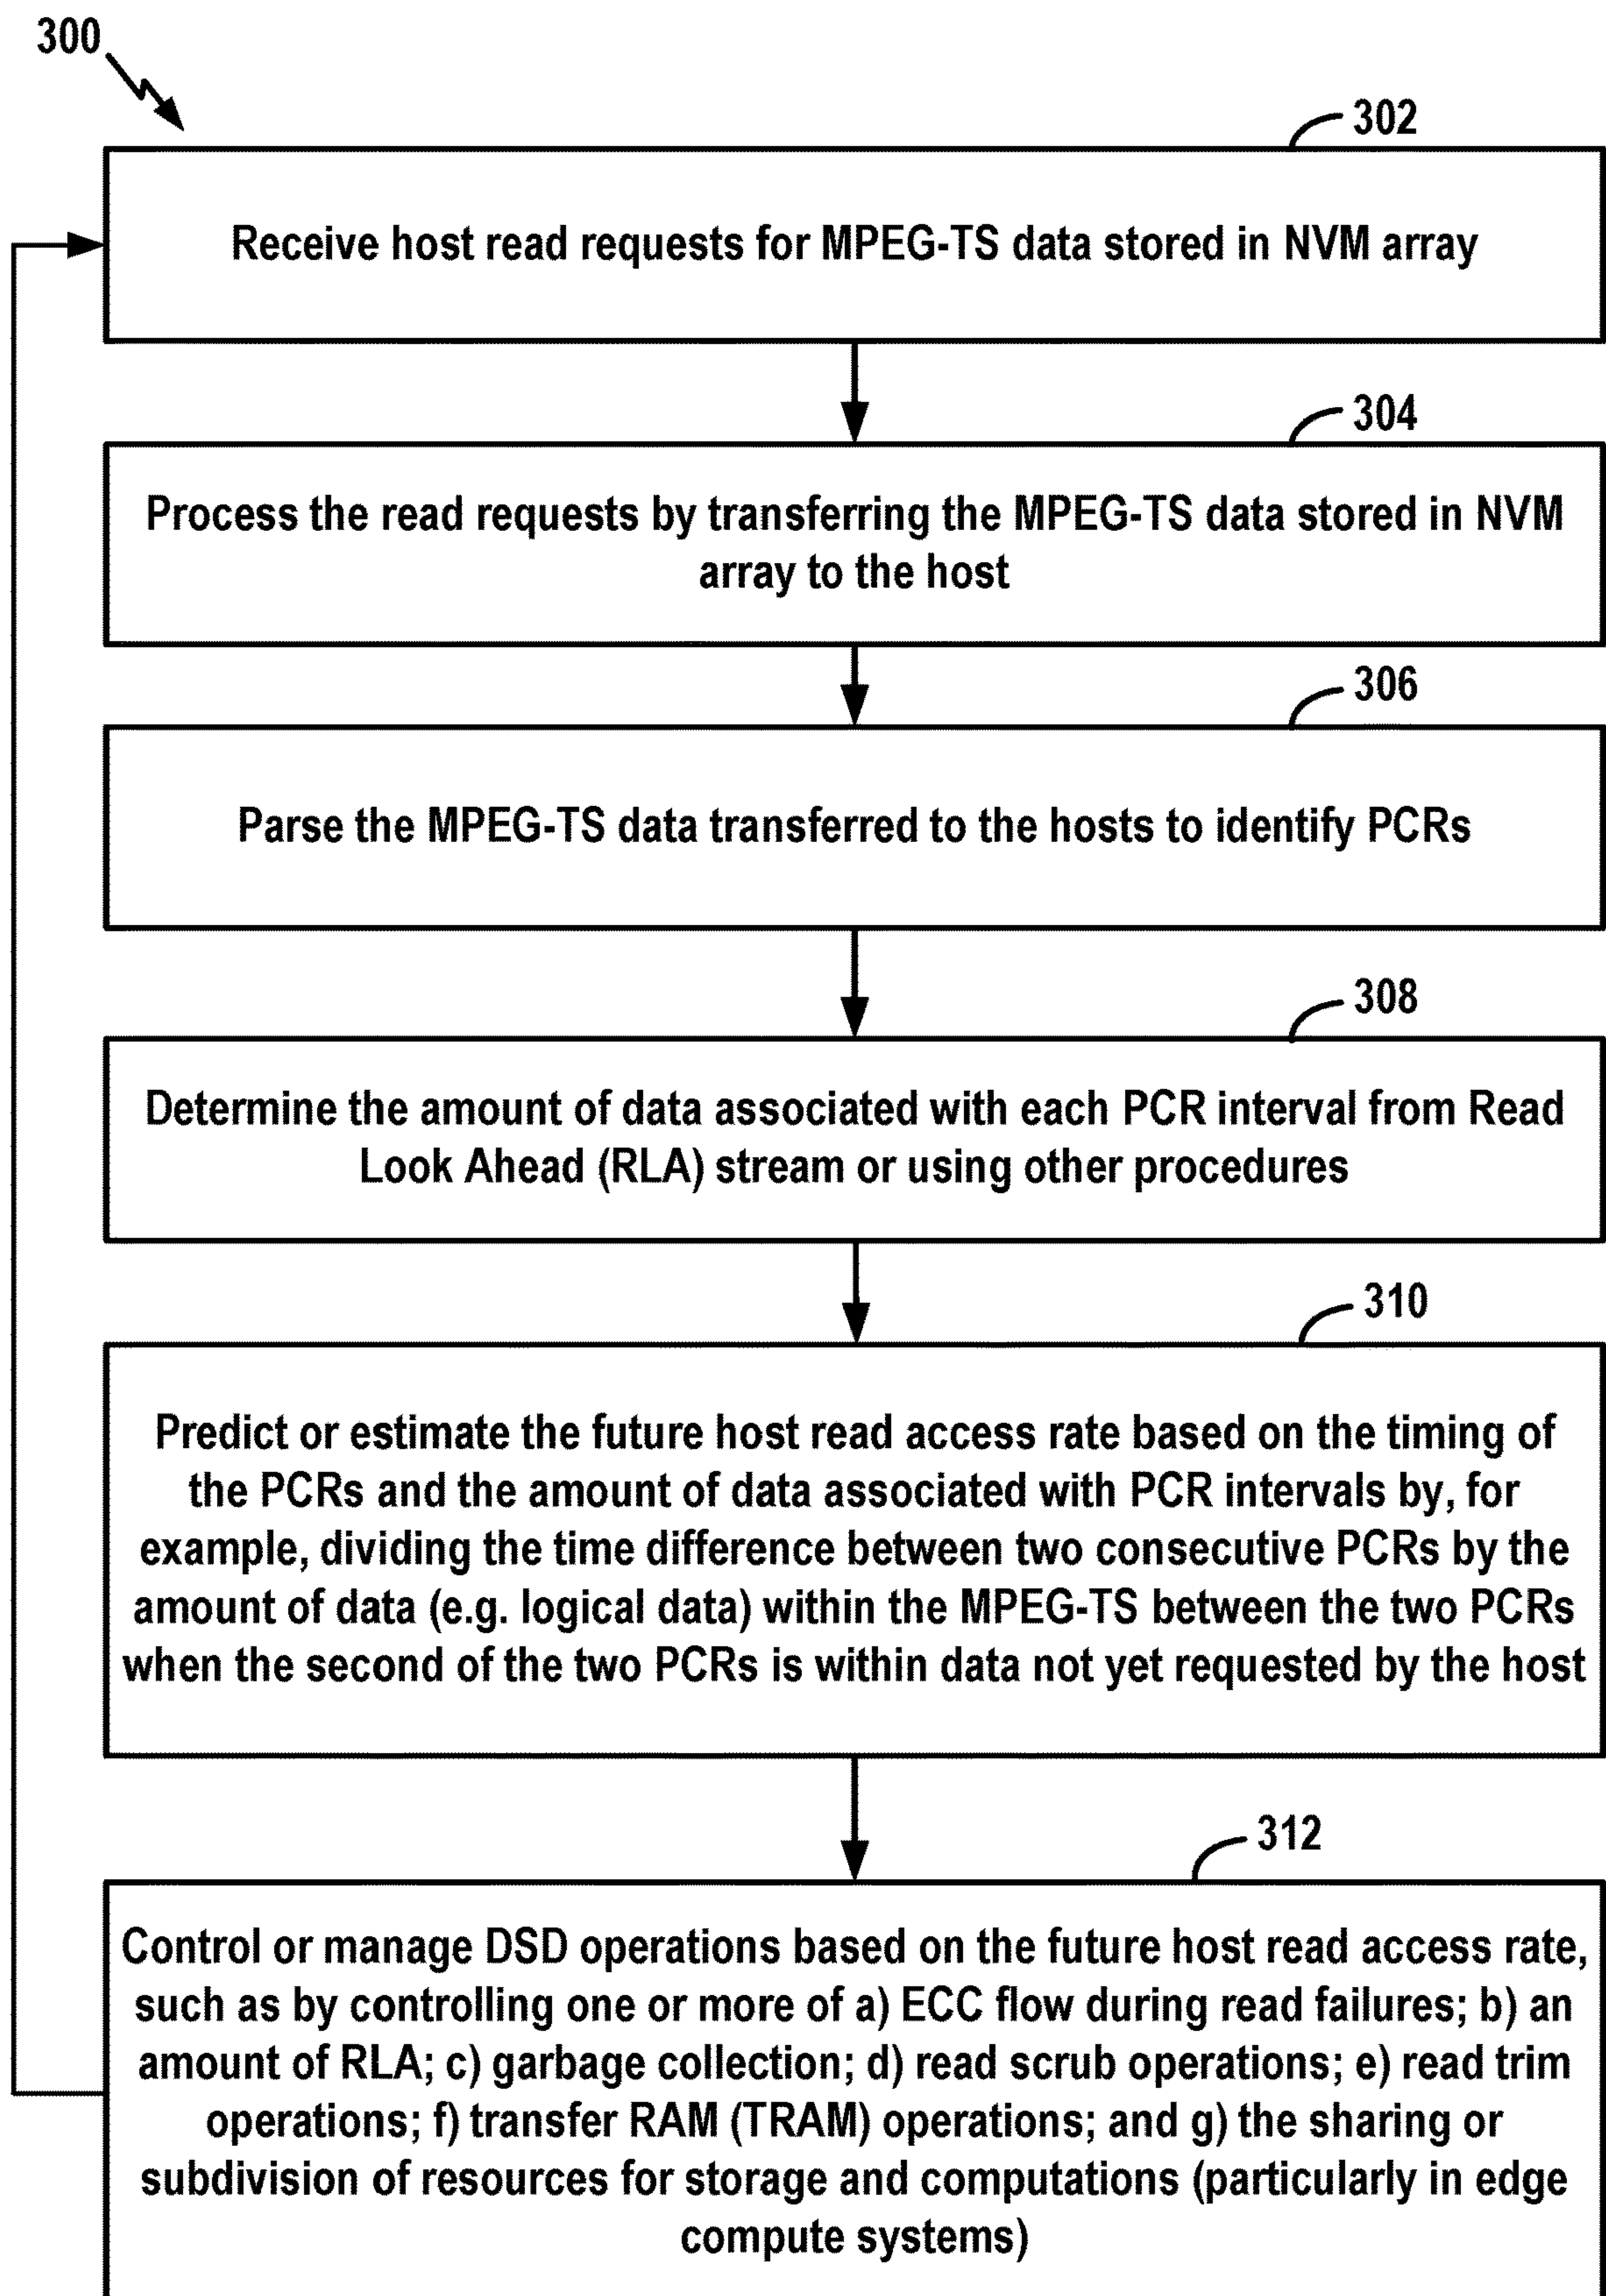 300
302
Receive host read requests for MPEG-TS data stored in NVM array
304
Process the read requests by transferring the MPEG-TS data stored in NVM
array to the host
306
Parse the MPEG-TS data transferred to the hosts to identify PCRs
308
Determine the amount of data associated with each PCR interval from Read
Look Ahead (RLA) stream or using other procedures
310
Predict or estimate the future host read access rate based on the timing of
the PCRs and the amount of data associated with PCR intervals by, for
example, dividing the time difference between two consecutive PCRs by the
amount of data (e.g. logical data) within the MPEG-TS between the two PCRs
when the second of the two PCRs is within data not yet requested by the host
312
Control or manage DSD operations based on the future host read access rate,
such as by controlling one or more of a) ECC flow during read failures; b) an
amount of RLA; c) garbage collection; d) read scrub operations; e) read trim
operations; f) transfer RAM (TRAM) operations; and g) the sharing or
subdivision of resources for storage and computations (particularly in edge
compute systems)